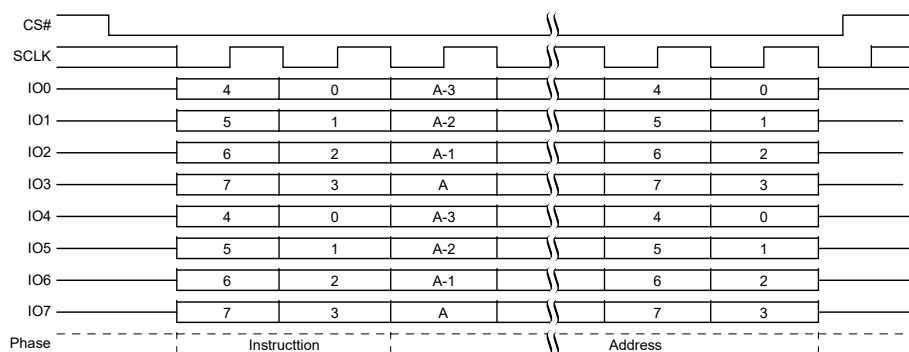 CS#
SCLK
IO0 4 0 A-3 4 0
IO1 5 1 A-2 5 1
IO2 6 2 A-1 6 2
IO3 7 3 A 7 3
IO4 4 0 A-3 4 0
IO5 5 1 A-2 5 1
IO6 6 2 A-1 6 2
IO7 7 3 A 7 3
Phase Instructtion Address